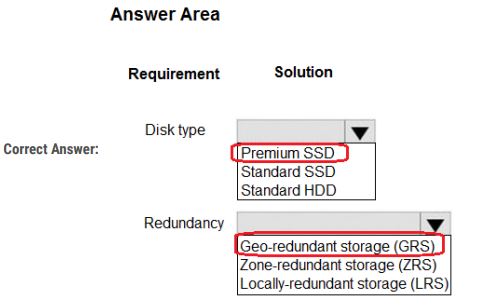 Answer Area
Requirement Solution
Disk type
Correct Answer:
Premium SSD
Standard SSD
Standard HDD
Redundancy
Geo-redundant storage (GRS)
Zone-redundant storage (ZRS)
Locally-redundant storage (LRS)